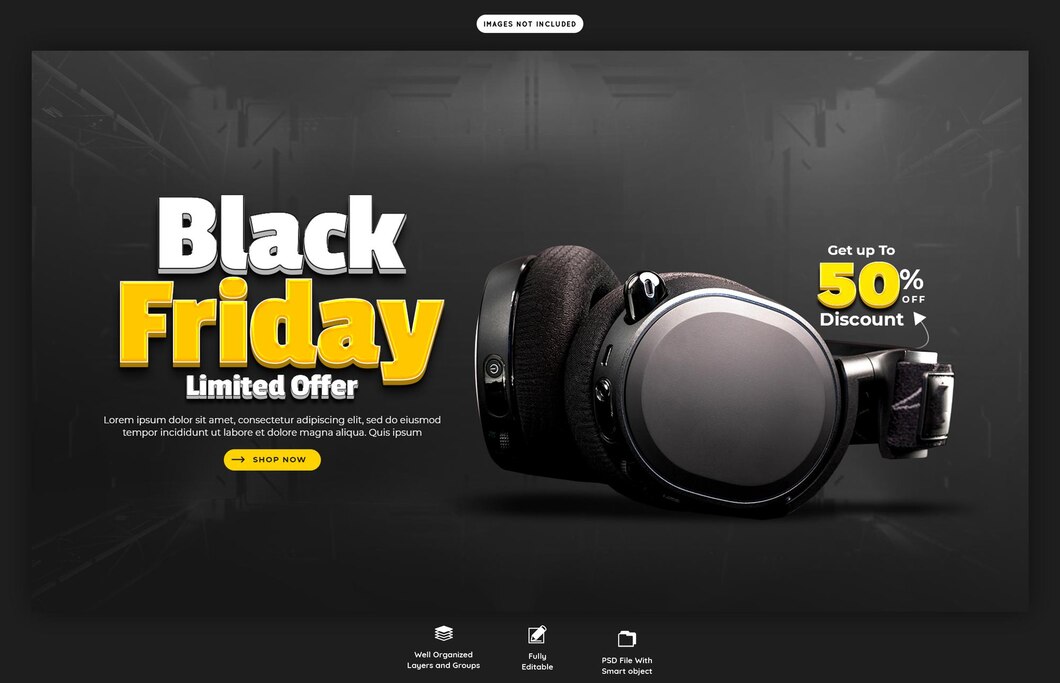 IMAGES NOT INCLUDED
Black
Friday
Limited Offer
Lorem ipsum dolor sit amet, consectetur adipiscing elit, sed do eiusmod
tempor incididunt ut labore et dolore magna aliqua. Quis ipsum
SHOP NOW
Get up To
50%
OFF
Discount
Well Organized
Layers and Groups
Fully
Editable
PSD File With
Smart object